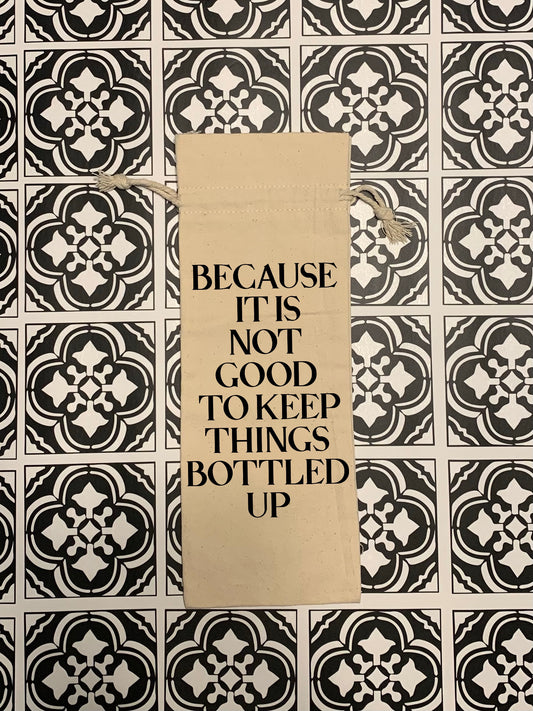 BECAUSE
IT IS
NOT
GOOD
TO KEEP
THINGS
BOTTLED
UP